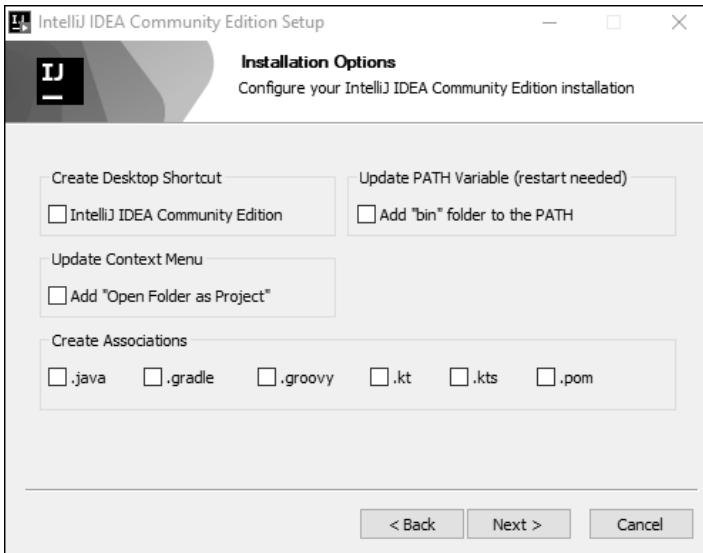 IntelliJ IDEA Community Edition Setup
IJ
Installation Options
Configure your IntelliJ IDEA Community Edition installation
Create Desktop Shortcut
IntelliJ IDEA Community Edition
Update PATH Variable (restart needed)
Add "bin" folder to the PATH
Update Context Menu
Add "Open Folder as Project"
Create Associations
.java .gradle .groovy .kt .kts .pom
< Back Next > Cancel